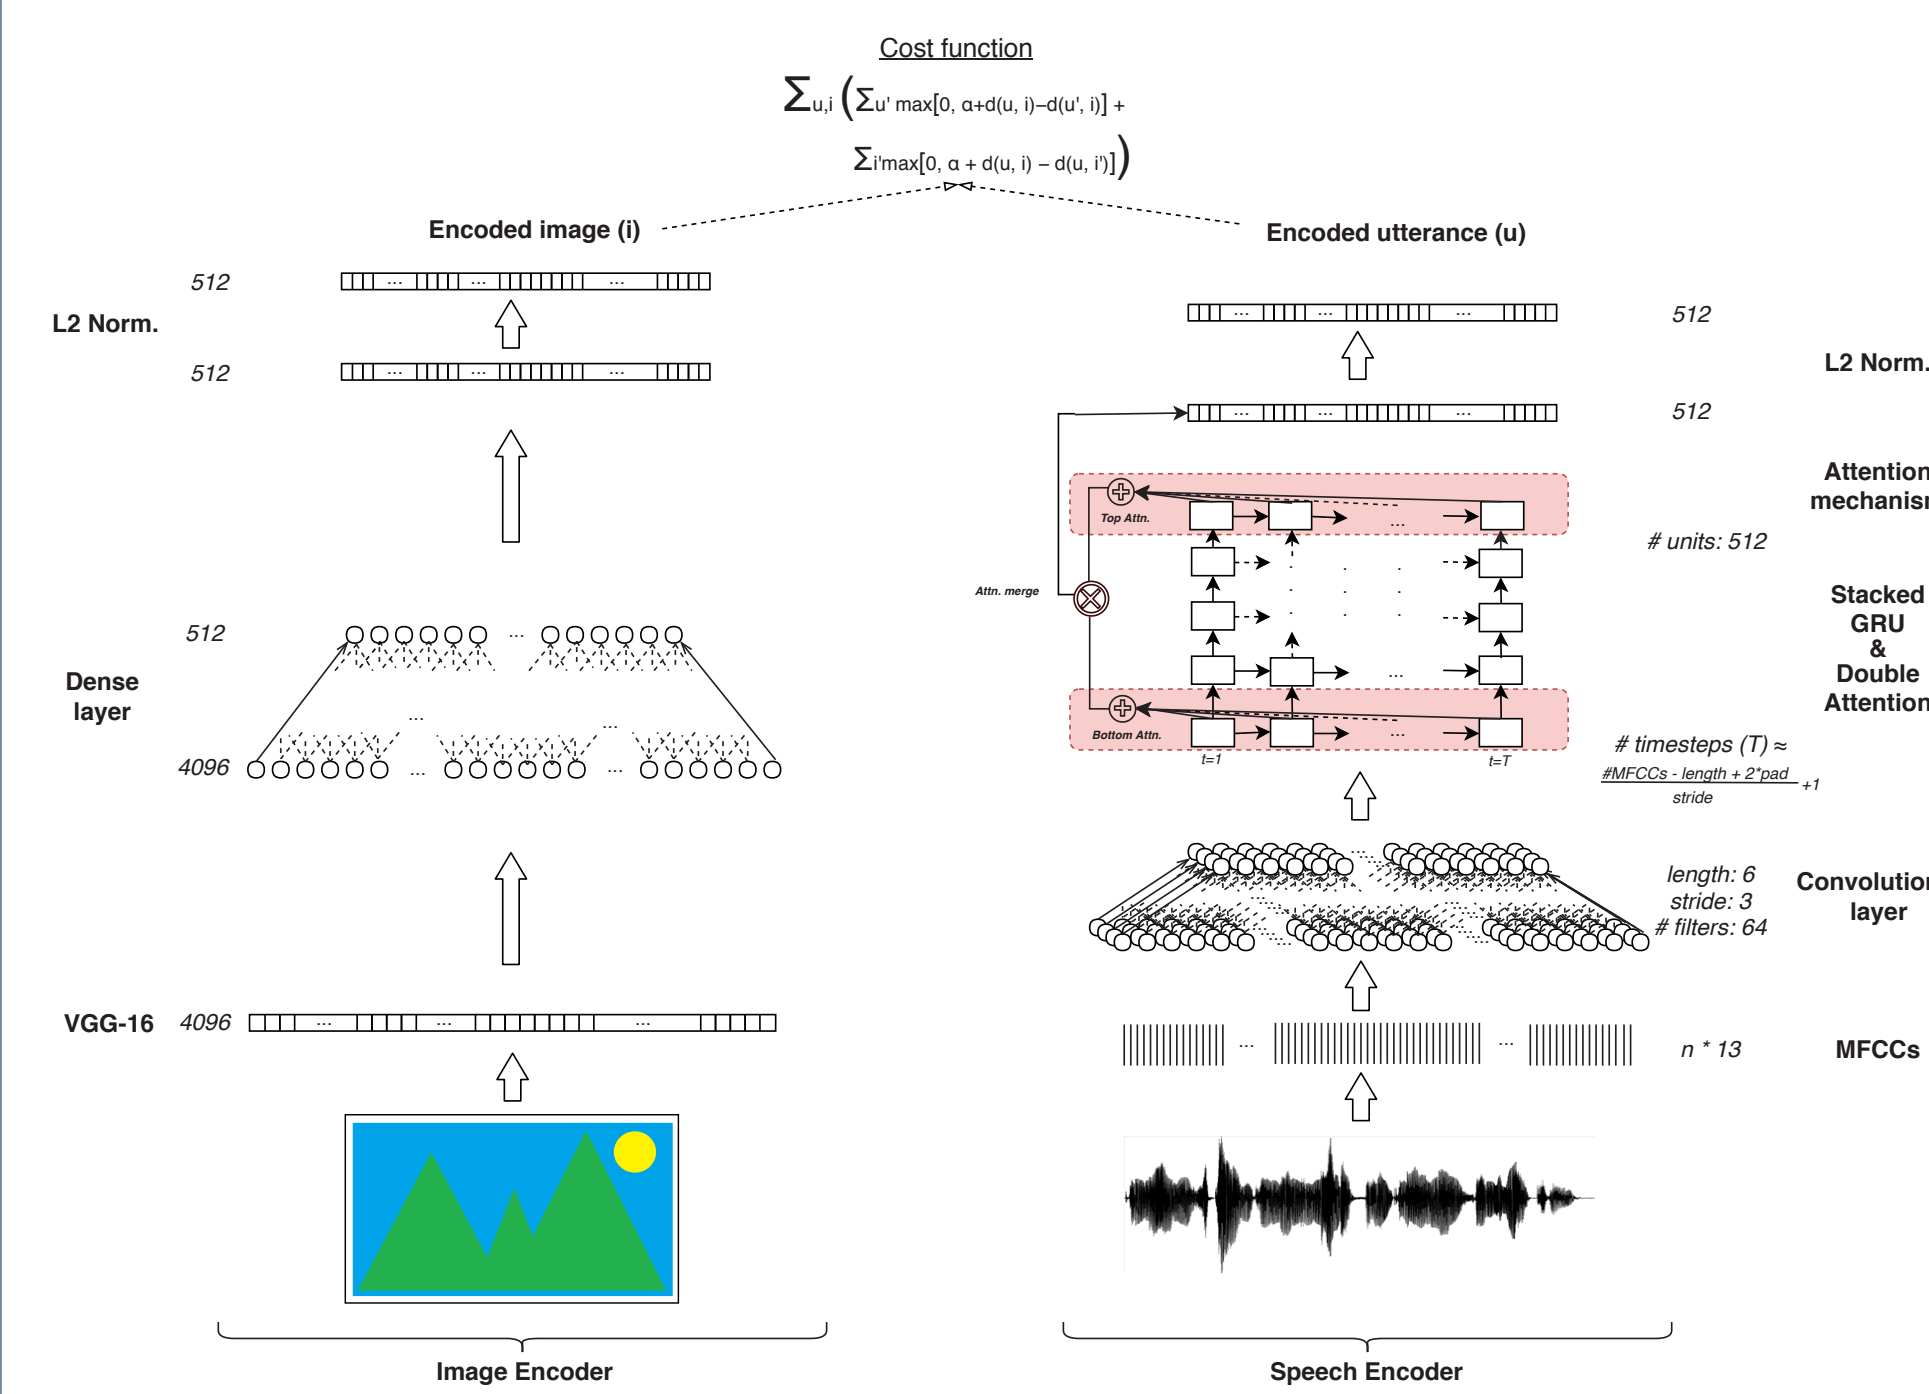 Cost function
Σu,i (Σu' max[0, α+d(u, i)−d(u', i)] +
Σi'max[0, α + d(u, i) − d(u, i')])
Encoded image (i)
512
L2 Norm.
512
512
Dense
layer
...
4096
VGG-16
4096
Image Encoder
Encoded utterance (u)
512
L2 Norm.
512
Attention
mechanism
Top Attn.
# units: 512
Attn. merge
Stacked
GRU
&
Double
Attention
Bottom Attn.
t=1
t=T
# timesteps (T) ≈
#MFCCs - length + 2*pad
stride
+1
length: 6
stride: 3
# filters: 64
Convolution
layer
n * 13
MFCCs
Speech Encoder